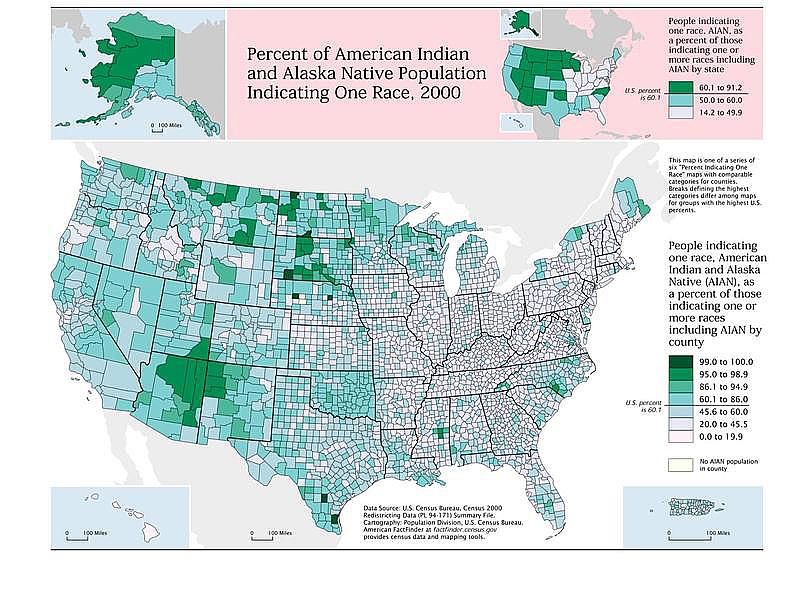 Percent of American Indian
and Alaska Native Population
Indicating One Race, 2000
0 100 Miles
People indicating
one race, AIAN, as
a percent of those
indicating one or
more races including
AIAN by state
U.S. percent
is 60.1
60.1 to 91.2
50.0 to 60.0
14.2 to 49.9
This map is one of a series of
six "Percent Indicating One
Race" maps with comparable
categories for counties.
Breaks defining the highest
categories differ among maps
for groups with the highest U.S.
percents.
People indicating
one race, American
Indian and Alaska
Native (AIAN), as
a percent of those
indicating one or
more races
including AIAN by
county
99.0 to 100.0
95.0 to 98.9
86.1 to 94.9
60.1 to 86.0
U.S. percent
is 60.1
45.6 to 60.0
20.0 to 45.5
0.0 to 19.9
No AIAN population
in county
Data Source: U.S. Census Bureau, Census 2000
Redistricting Data (PL 94-171) Summary File.
Cartography: Population Division, U.S. Census Bureau.
American FactFinder at factfinder.census.gov
provides census data and mapping tools.
0 100 Miles
0 100 Miles
0 100 Miles